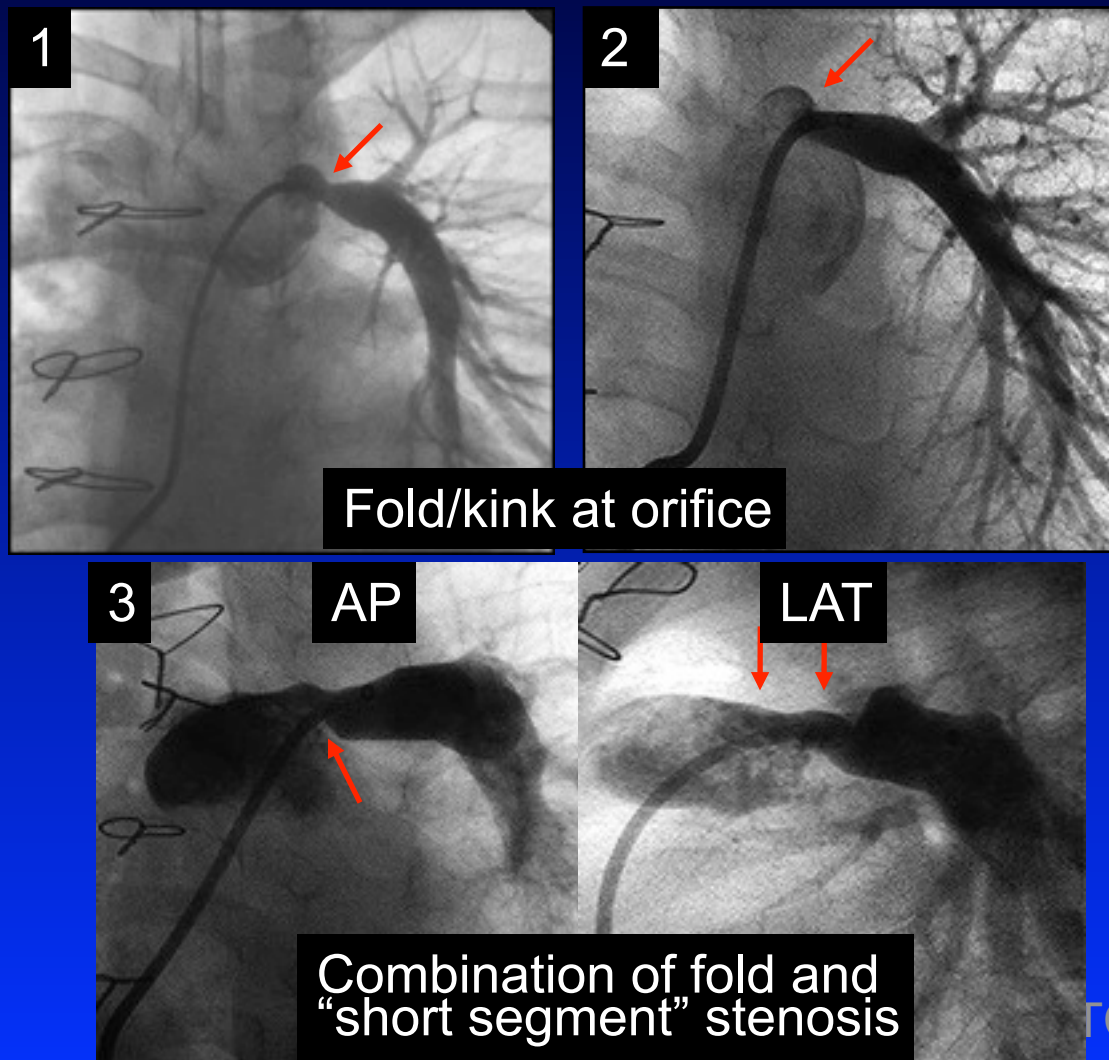 1
2
Fold/kink at orifice
3
AP
LAT
Combination of fold and
“short segment” stenosis